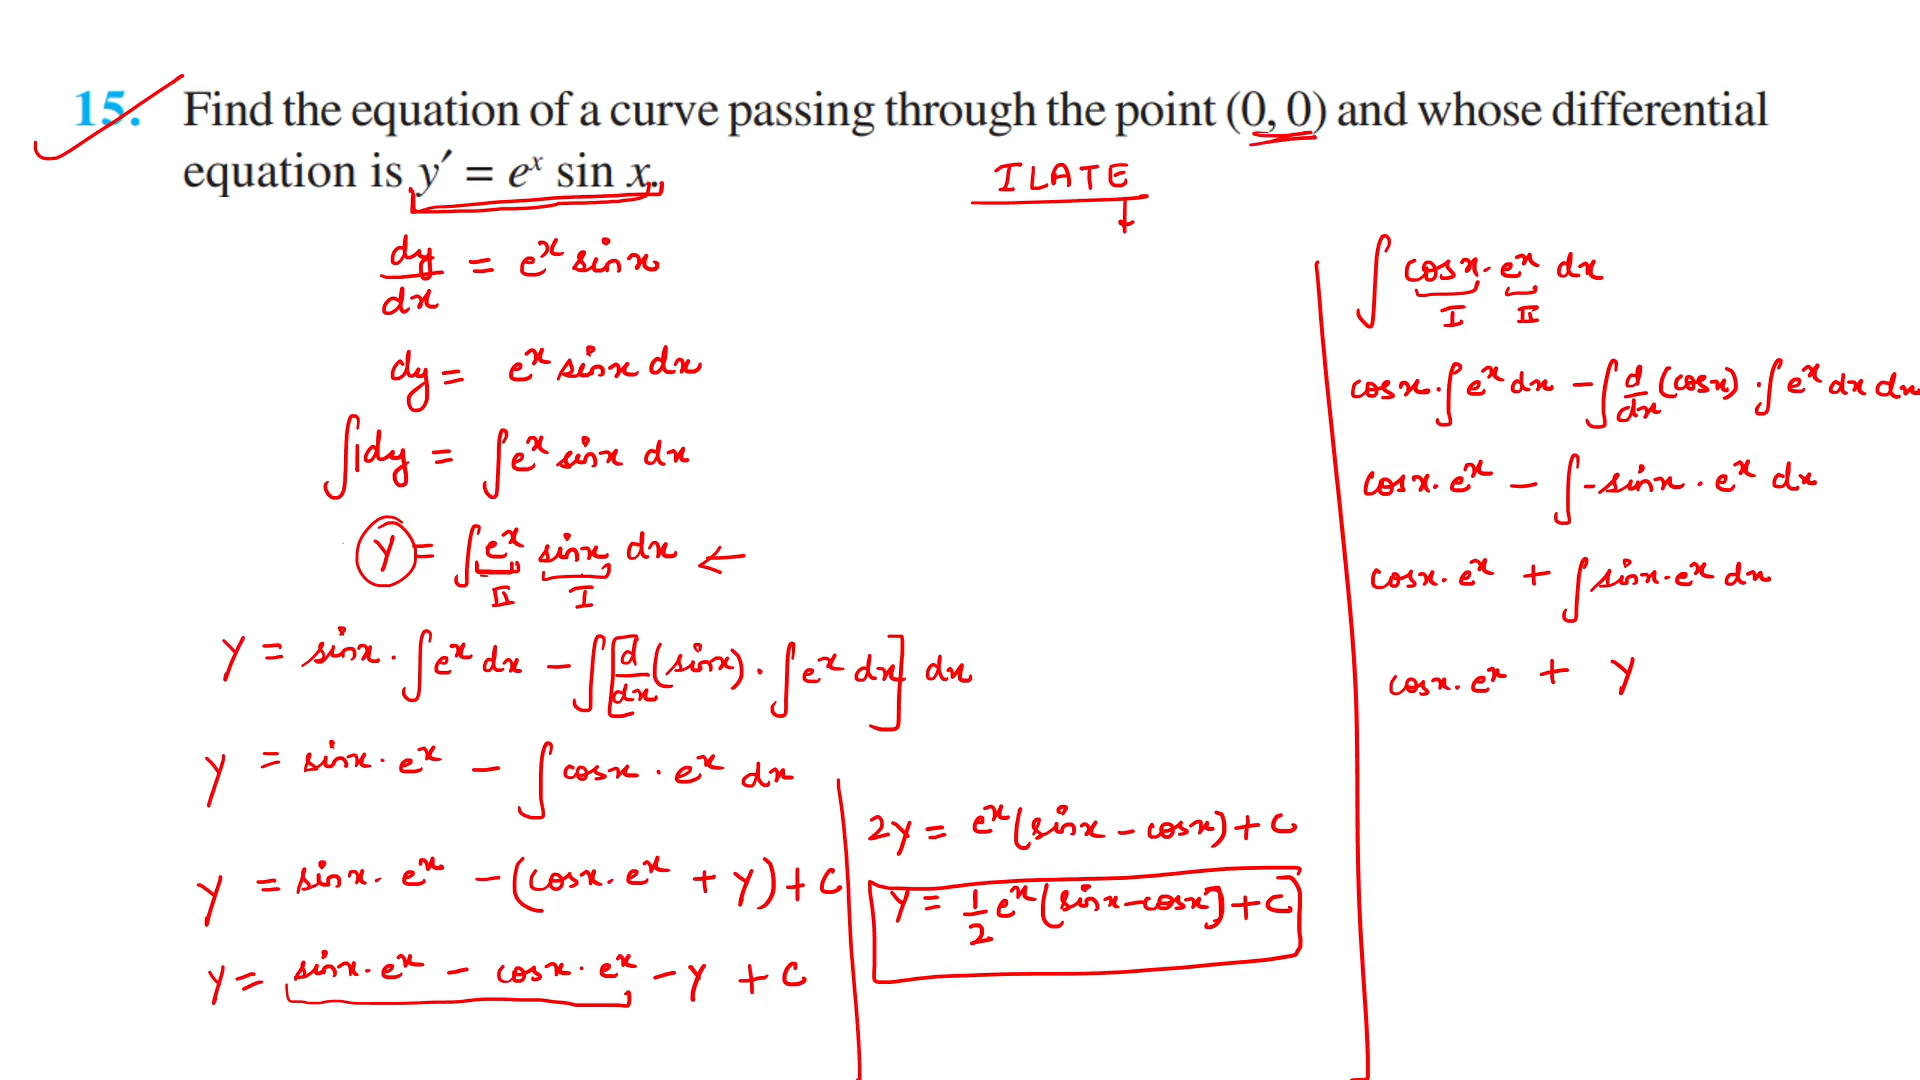 15. Find the equation of a curve passing through the point (0, 0) and whose differential
equation is y′ = eˣ sin x.
ILATE
dy/dx = eˣ sinx
dy = eˣ sinx dx
∫1dy = ∫eˣ sinx dx
y = ∫eˣ sinx dx ←
II I
y = sinx · ∫eˣ dx − ∫[d/dx (sinx) · ∫eˣ dx] dx
y = sinx · eˣ − ∫cosx · eˣ dx
y = sinx · eˣ − (cosx · eˣ + y) + C
y = sinx · eˣ − cosx · eˣ − y + C
2y = eˣ(sinx − cosx) + C
y = 1/2 eˣ(sinx − cosx) + C
∫cosx · eˣ dx
I II
cosx · ∫eˣ dx − ∫d/dx (cosx) · ∫eˣ dx dx
cosx · eˣ − ∫-sinx · eˣ dx
cosx · eˣ + ∫sinx · eˣ dx
cosx · eˣ + y